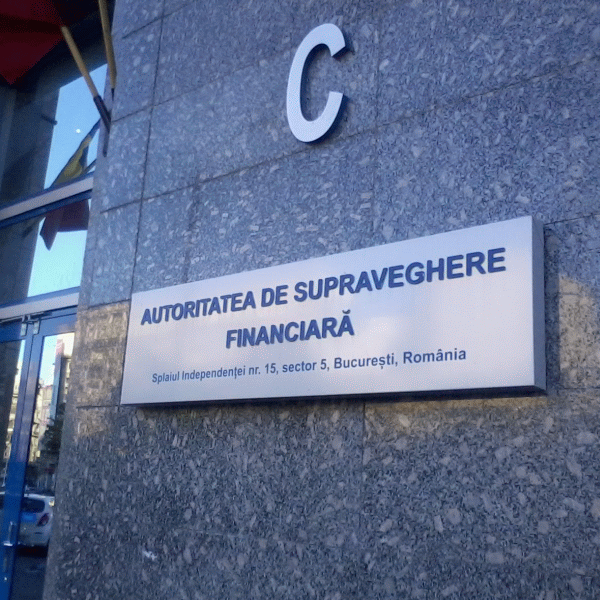 C
AUTORITATEA DE SUPRAVEGHERE
FINANCIARĂ
Splaiul Independenței nr. 15, sector 5, București, România